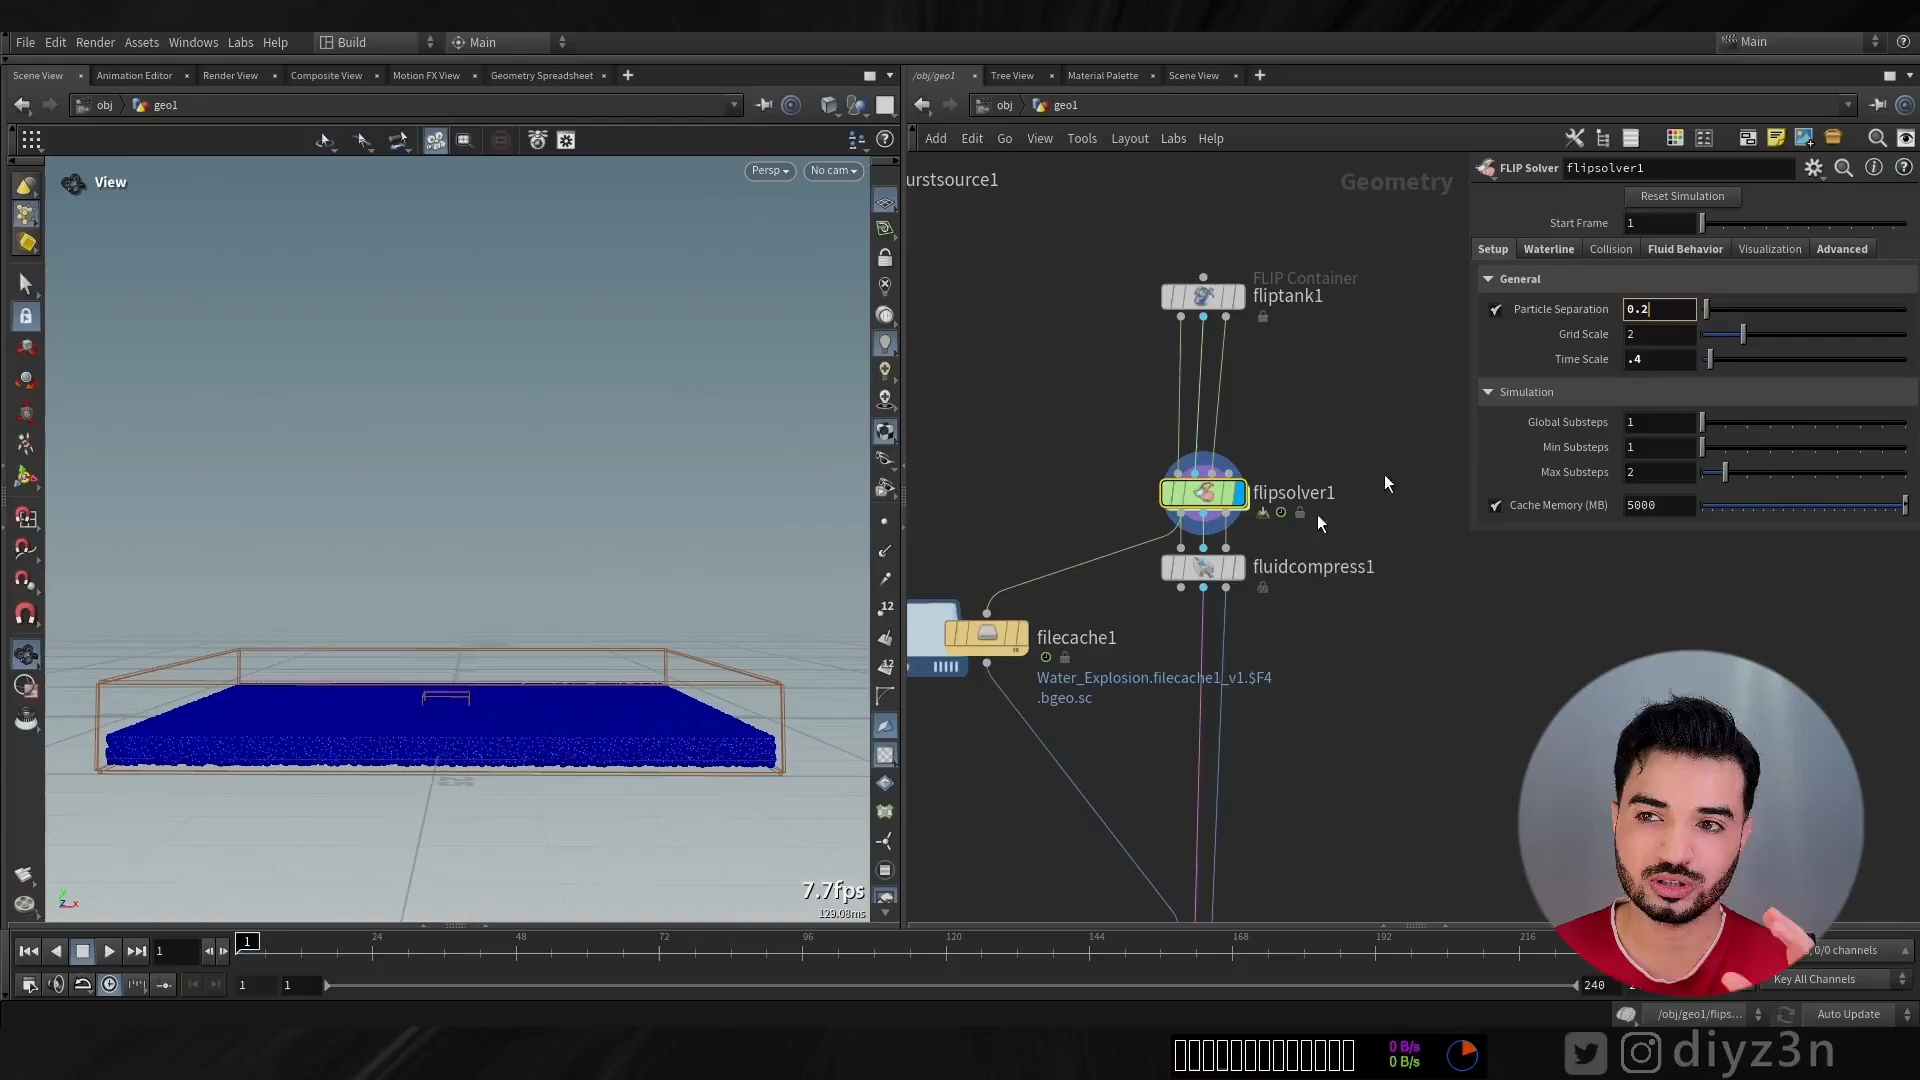 File Edit Render Assets Windows Labs Help Build Main Main
Scene View Animation Editor Render View Composite View Motion FX View Geometry Spreadsheet /obj/geo1 Tree View Material Palette Scene View
obj geo1 obj geo1
Add Edit Go View Tools Layout Labs Help
View Persp No cam
urstsource1 Geometry
FLIP Solver flipsolver1
Reset Simulation
Start Frame 1
Setup Waterline Collision Fluid Behavior Visualization Advanced
General
Particle Separation 0.2
Grid Scale 2
Time Scale .4
Simulation
Global Substeps 1
Min Substeps 1
Max Substeps 2
Cache Memory (MB) 5000
FLIP Container
fliptank1
flipsolver1
fluidcompress1
filecache1
Water_Explosion.filecache1_v1.$F4
.bgeo.sc
12
12
7.7fps
129.08ms
y
z x
1 1 24 48 72 96 120 144 168 192 216
0/0 channels
1 1 240
Key All Channels
/obj/geo1/flips... Auto Update
0 B/s
0 B/s
diyz3n